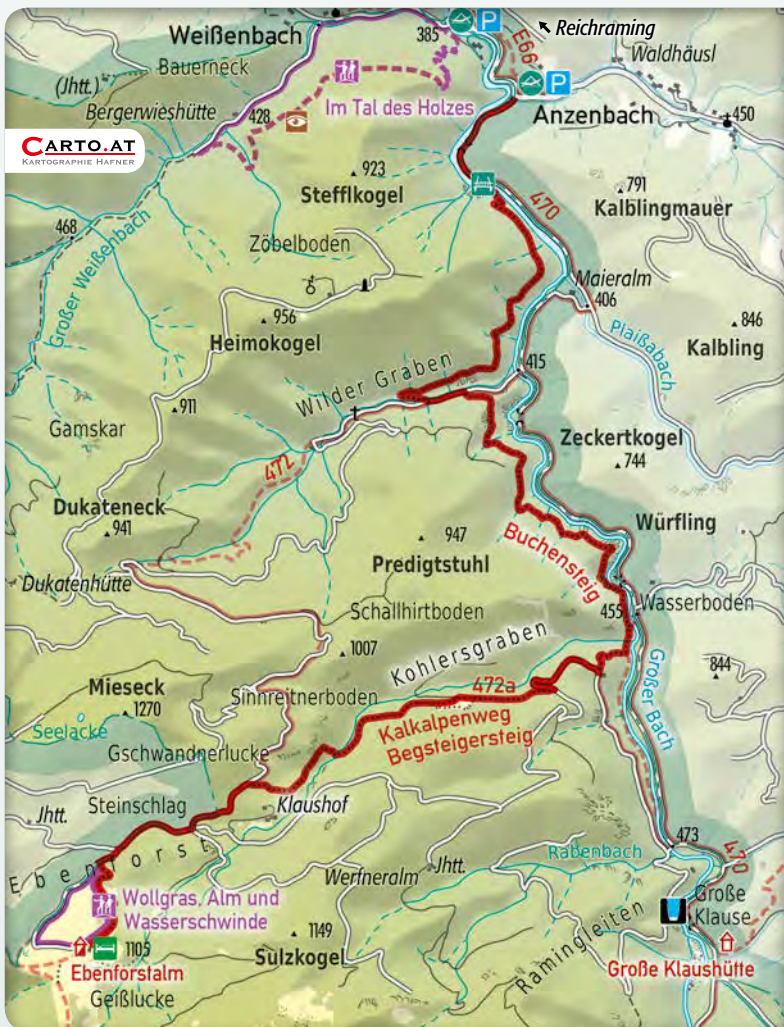 Reichraming
Weißenbach
385
P
E66
Waldhäusl
Bauerneck
(Jhtt.)
Im Tal des Holzes
P
Bergerwieshütte
428
Anzenbach
450
CARTO.AT
KARTOGRAPHIE HAFNER
923
Stefflkogel
470
791
Kalblingmauer
468
Großer Weißenbach
Zöbelboden
Maieralm
406
956
Heimokogel
846
Kalbling
Plaißabach
415
Wilder Graben
911
Gamskar
Zeckertkogel
744
472
Dukateneck
941
947
Predigtstuhl
Buchensteig
Würfling
Dukatenhütte
Schallhirtboden
455
Wasserboden
1007
Kohlersgraben
Großer Bach
844
Mieseck
1270
Sinnreitnerboden
472a
Kalkalpenweg
Begsteigersteig
Seelacke
Gschwandnerlucke
Jhtt.
Steinschlag
Klaushof
473
470
Ebenforst
Werfneralm
Jhtt.
Rabenbach
Wollgras, Alm und
Wasserschwinde
Große
Klause
Ramingleiten
1149
Sulzkogel
1105
Ebenforstalm
Große Klaushütte
Geißlucke